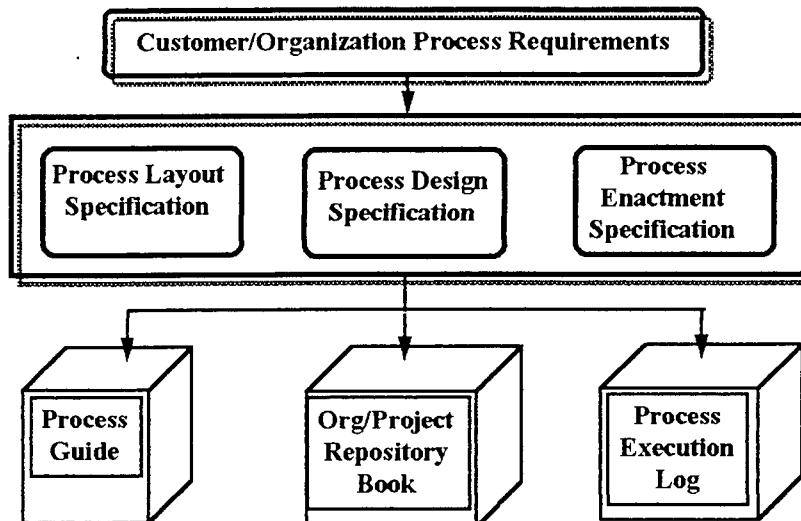 Customer/Organization Process Requirements
Process Layout
Specification
Process Design
Specification
Process
Enactment
Specification
Process
Guide
Org/Project
Repository
Book
Process
Execution
Log